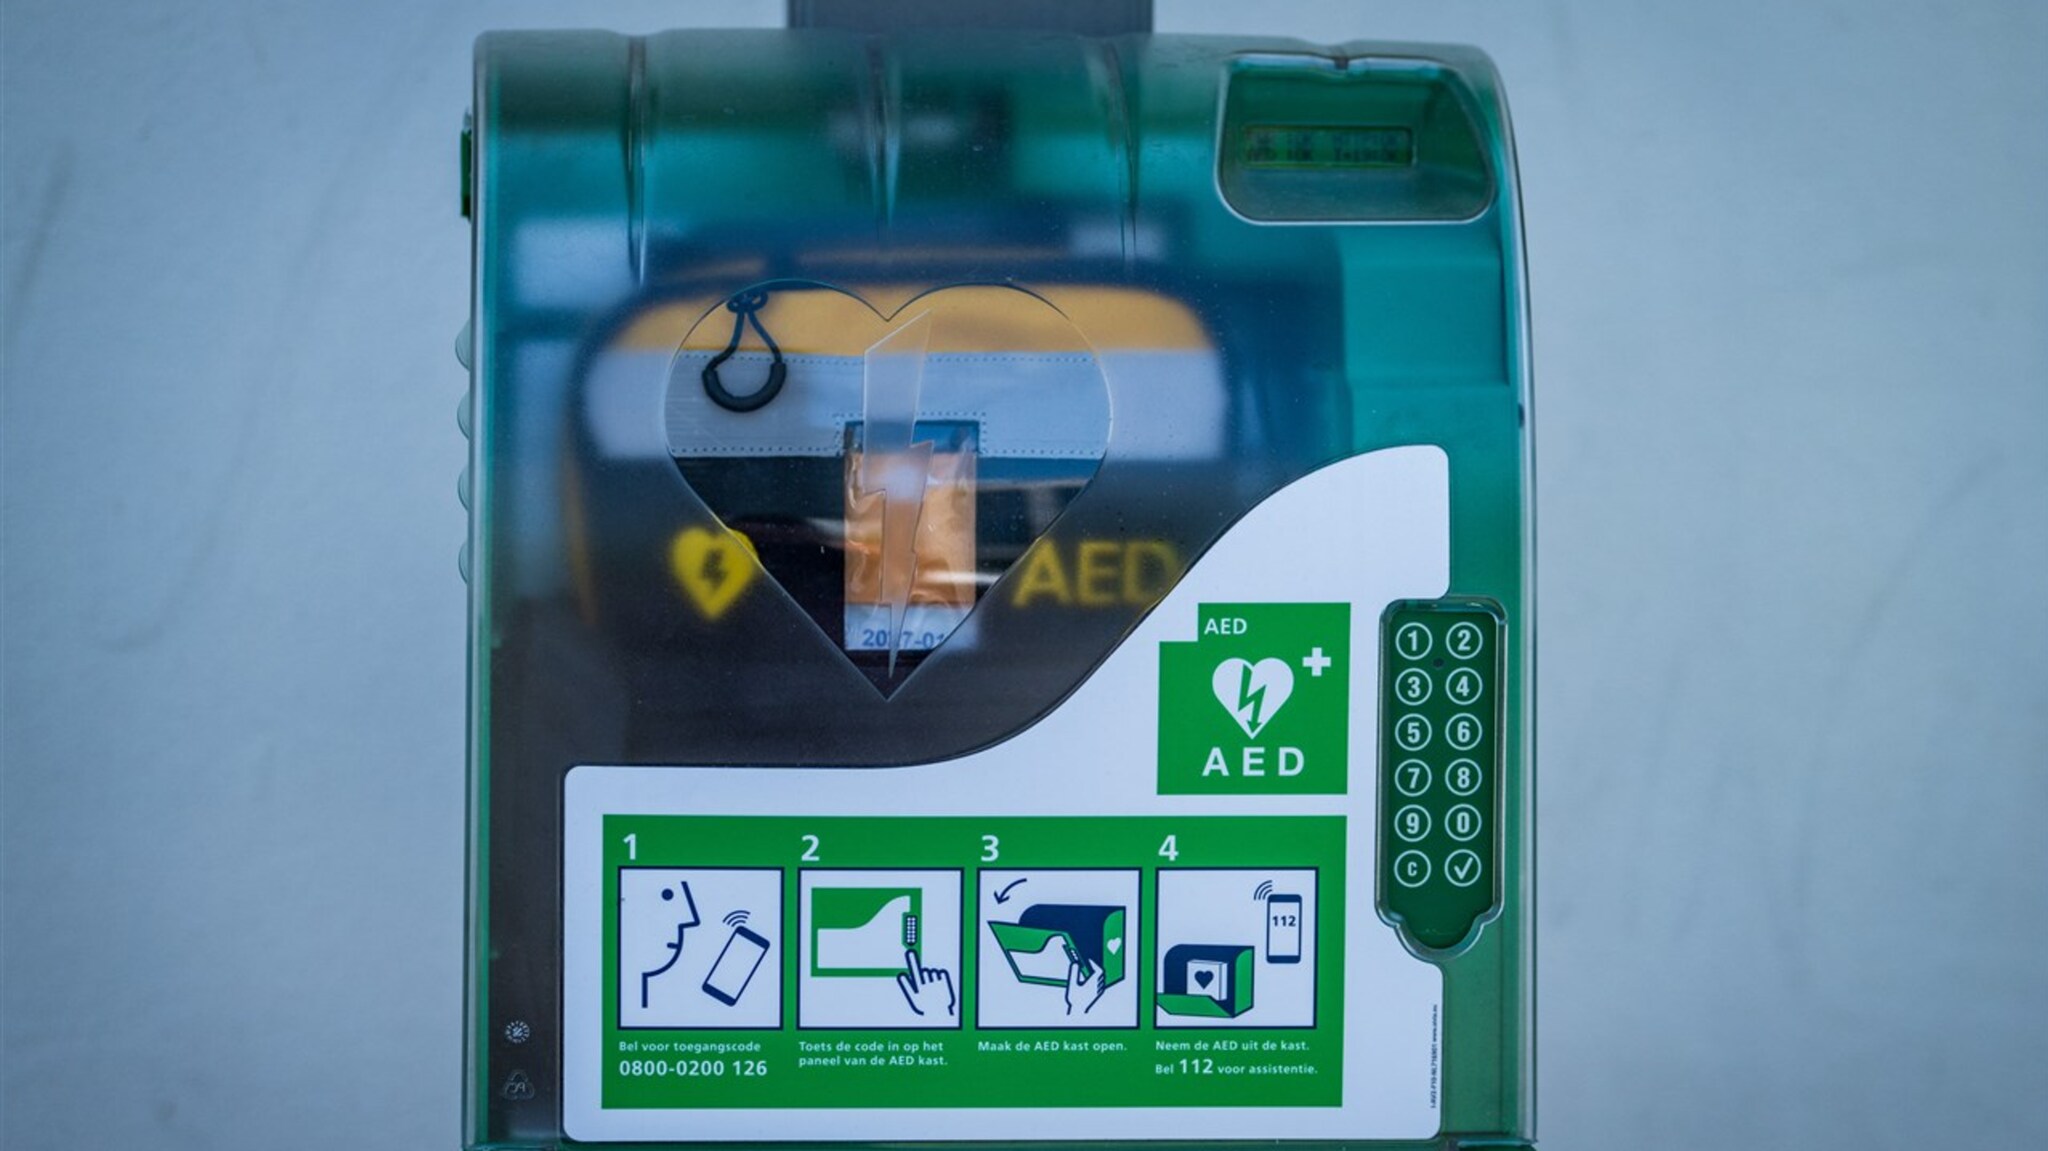 AED
AED
AED
1 2
3 4
5 6
7 8
9 0
C
1 2 3 4
112
Bel voor toegangscode
0800-0200 126
Toets de code in op het
paneel van de AED kast.
Maak de AED kast open.
Neem de AED uit de kast.
Bel 112 voor assistentie.